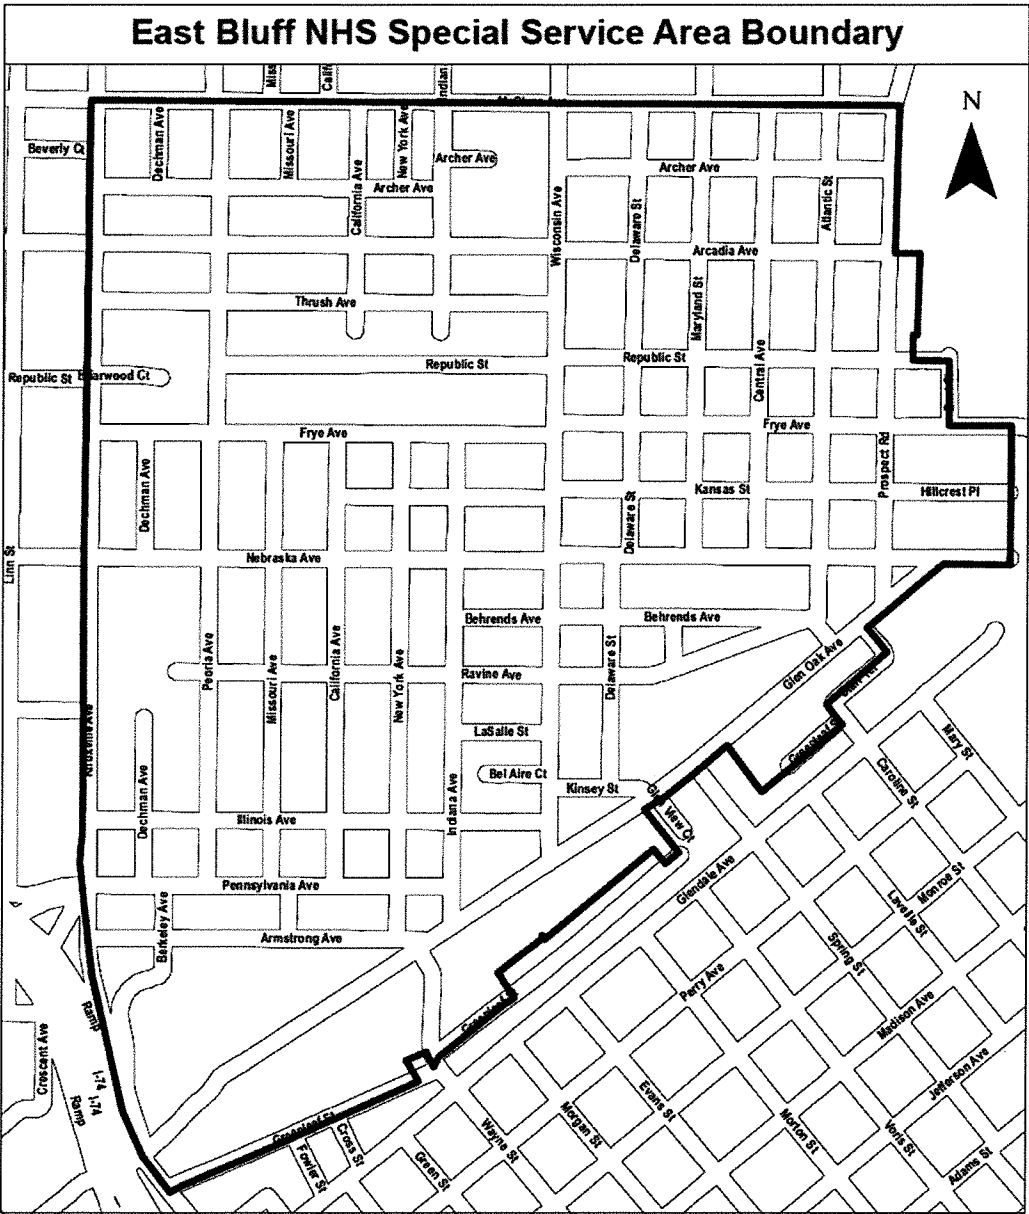 East Bluff NHS Special Service Area Boundary
N
Beverly Ct
Dechman Ave
Missouri Ave
California Ave
New York Ave
Archer Ave
Archer Ave
Wisconsin Ave
Archer Ave
Delaware St
Atlantic St
Arcadia Ave
Thrush Ave
Maryland St
Republic St
Republic St
Central Ave
Republic St
Frye Ave
Frye Ave
Prospect Rd
Dechman Ave
Kansas St
Hillcrest Pl
Delaware St
Linn St
Nebraska Ave
Behrends Ave
Behrends Ave
Peoria Ave
Missouri Ave
California Ave
New York Ave
Ravine Ave
Delaware St
Glen Oak Ave
Knoxville Ave
LaSalle St
Mary St
Bel Aire Ct
Kinsey St
Caroline St
Dechman Ave
Indiana Ave
Illinois Ave
Glendale Ave
Pennsylvania Ave
Monroe St
Berkeley Ave
Lavelle St
Armstrong Ave
Spring St
Perry Ave
Madison Ave
Ramp
Crescent Ave
I-74 I-74
Ramp
Jefferson Ave
Evans St
Morgan St
Morton St
Voris St
Wayne St
Cross St
Fowler St
Green St
Adams St